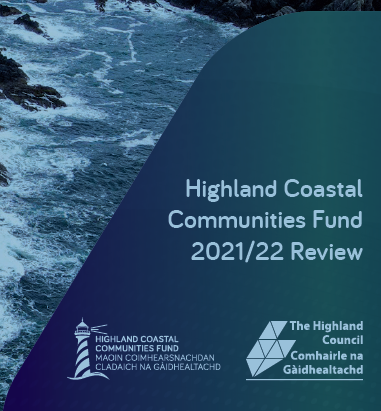 Highland Coastal
Communities Fund
2021/22 Review
HIGHLAND COASTAL
COMMUNITIES FUND
MAOIN COIMHEARSNACHDAN
CLADAICH NA GÀIDHEALTACHD
The Highland
Council
Comhairle na
Gàidhealtachd